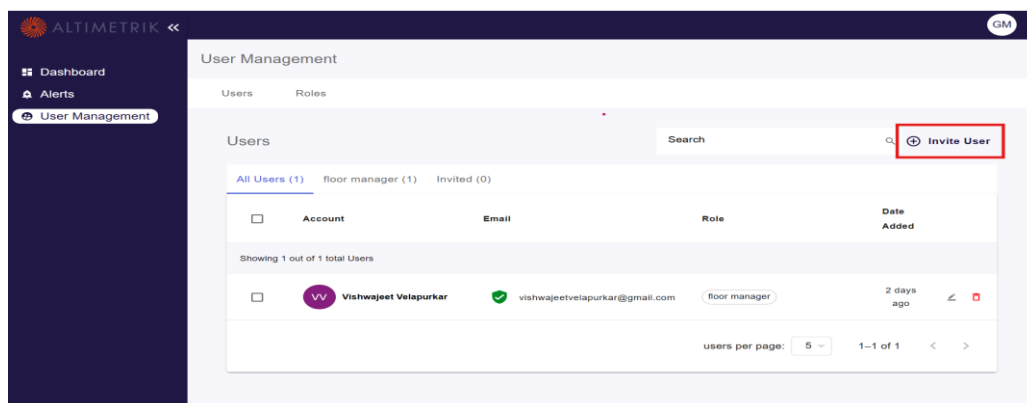 ALTIMETRIK «
GM
Dashboard
Alerts
User Management
User Management
Users Roles
Users
Search
Invite User
All Users (1) floor manager (1) Invited (0)
Account Email Role Date
Added
Showing 1 out of 1 total Users
VV Vishwajeet Velapurkar vishwajeetvelapurkar@gmail.com floor manager 2 days
ago
users per page: 5 1–1 of 1 < >